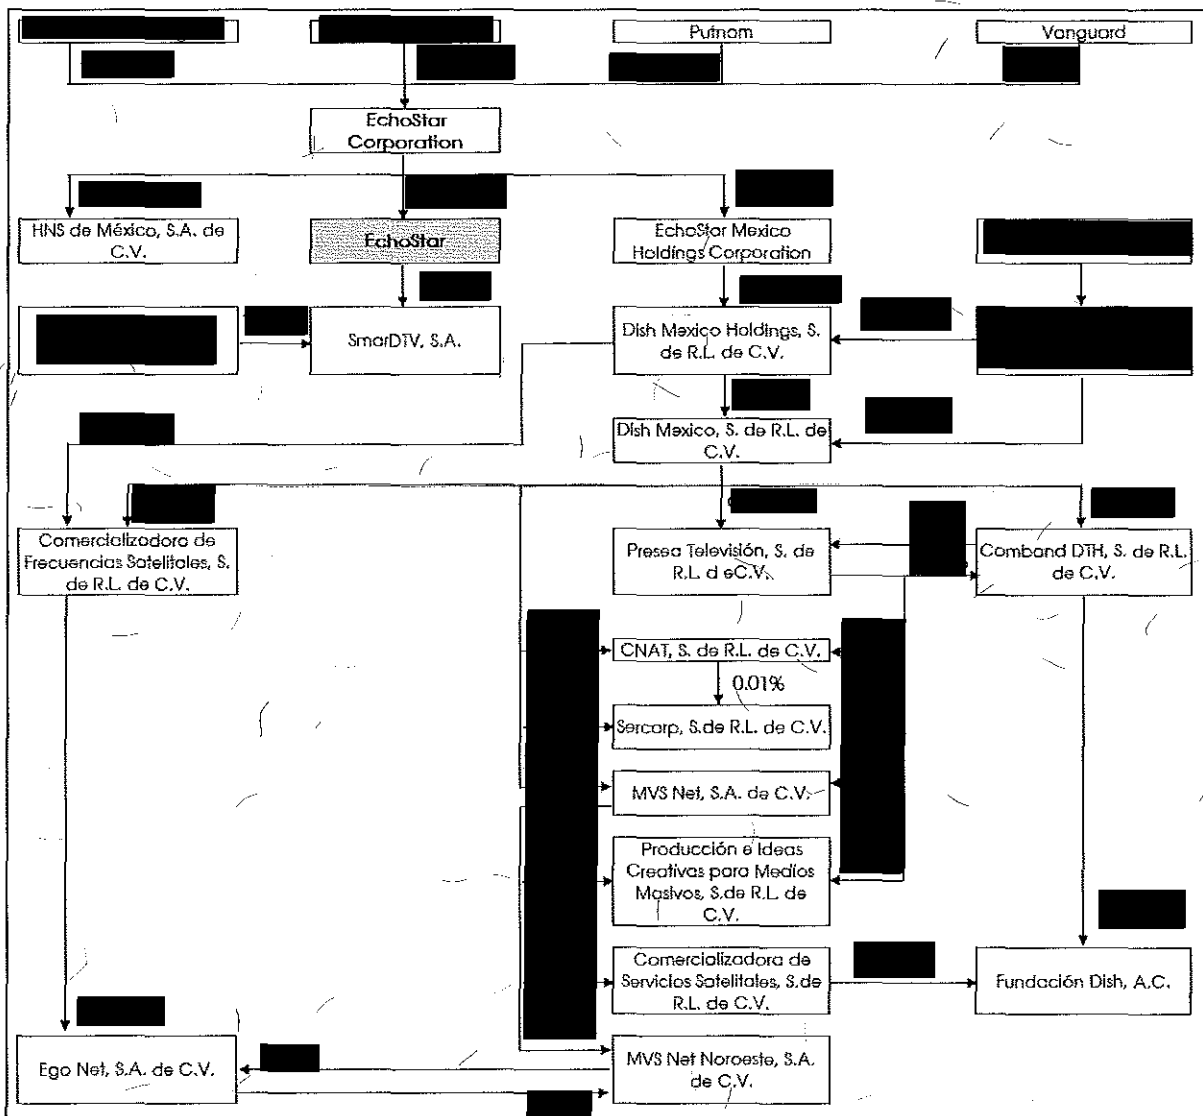 Putnam
Vanguard
EchoStar
Corporation
HNS de México, S.A. de
C.V.
EchoStar
EchoStar Mexico
Holdings Corporation
SmarDTV, S.A.
Dish Mexico Holdings, S.
de R.L. de C.V.
Dish Mexico, S. de R.L. de
C.V.
Comercializadora de
Frecuencias Satelitales, S.
de R.L. de C.V.
Presea Televisión, S. de
R.L. d eC.V.
Comband DTH, S. de R.L.
de C.V.
CNAT, S. de R.L. de C.V.
0.01%
Sercorp, S.de R.L. de C.V.
MVS Net, S.A. de C.V.
Producción e Ideas
Creativas para Medios
Masivos, S.de R.L. de
C.V.
Comercializadora de
Servicios Satelitales, S.de
R.L. de C.V.
Fundación Dish, A.C.
Ego Net, S.A. de C.V.
MVS Net Noroeste, S.A.
de C.V.